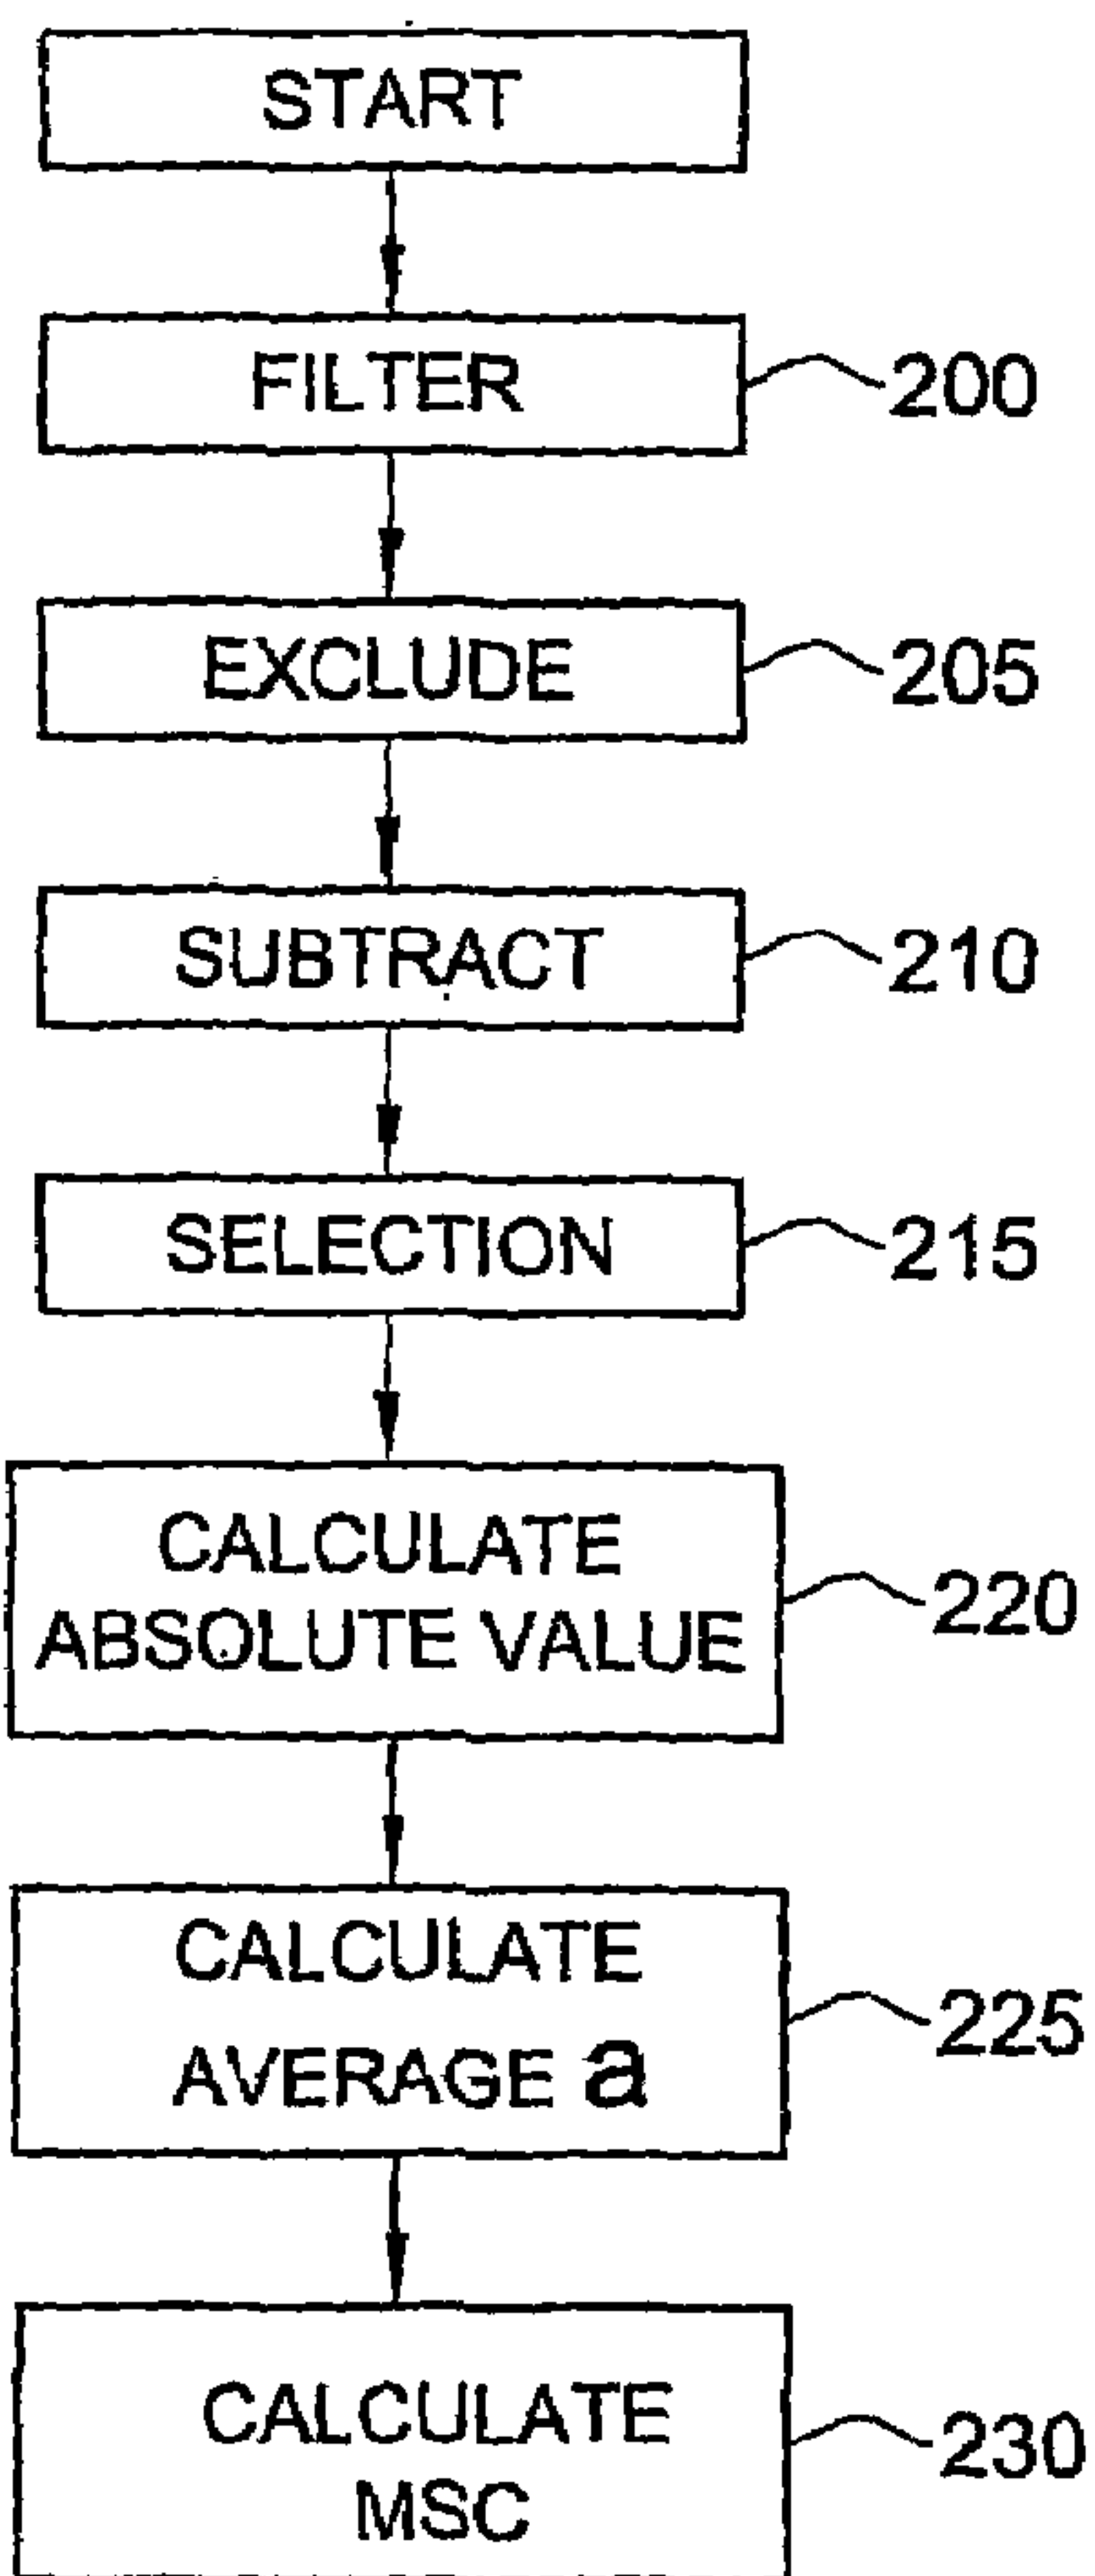 START
FILTER 200
EXCLUDE 205
SUBTRACT 210
SELECTION 215
CALCULATE
ABSOLUTE VALUE 220
CALCULATE
AVERAGE a 225
CALCULATE
MSC 230